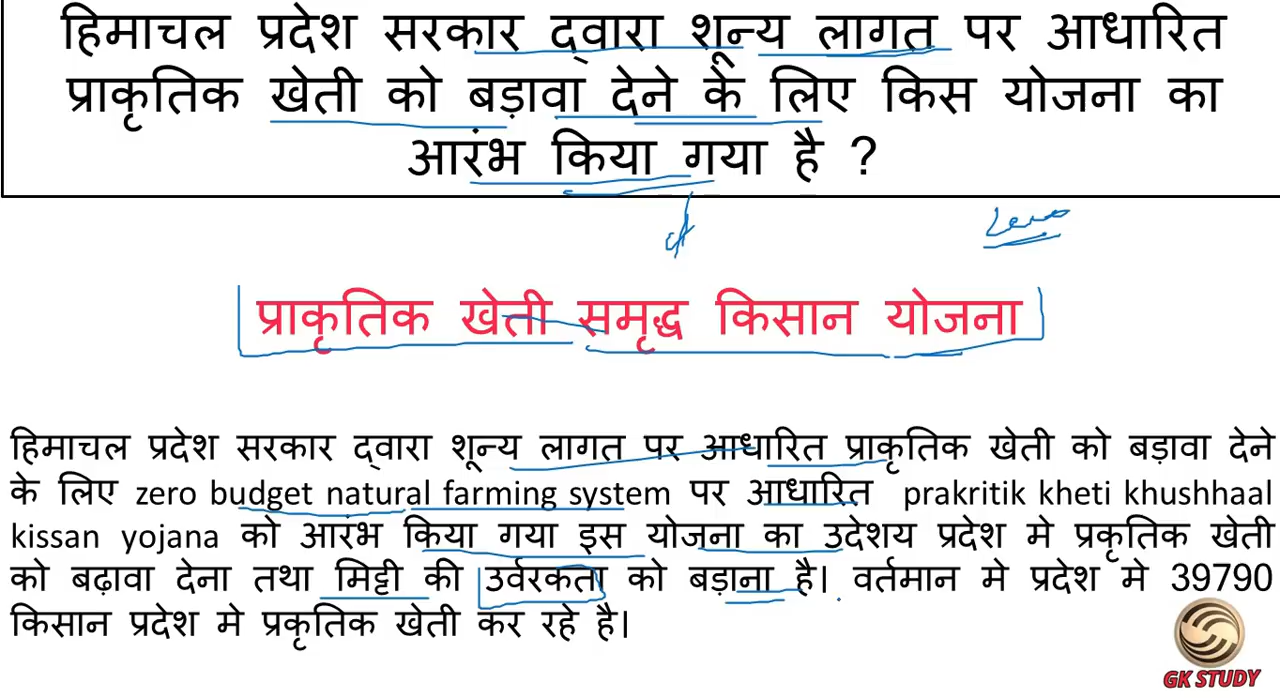 हिमाचल प्रदेश सरकार द्वारा शून्य लागत पर आधारित
प्राकृतिक खेती को बड़ावा देने के लिए किस योजना का
आरंभ किया गया है ?
प्राकृतिक खेती समृद्ध किसान योजना
हिमाचल प्रदेश सरकार द्वारा शून्य लागत पर आधारित प्राकृतिक खेती को बड़ावा देने
के लिए zero budget natural farming system पर आधारित prakritik kheti khushhaal
kissan yojana को आरंभ किया गया इस योजना का उदेशय प्रदेश मे प्रकृतिक खेती
को बढ़ावा देना तथा मिट्टी की उर्वरकता को बड़ाना है। वर्तमान मे प्रदेश मे 39790
किसान प्रदेश मे प्रकृतिक खेती कर रहे है।
GK STUDY